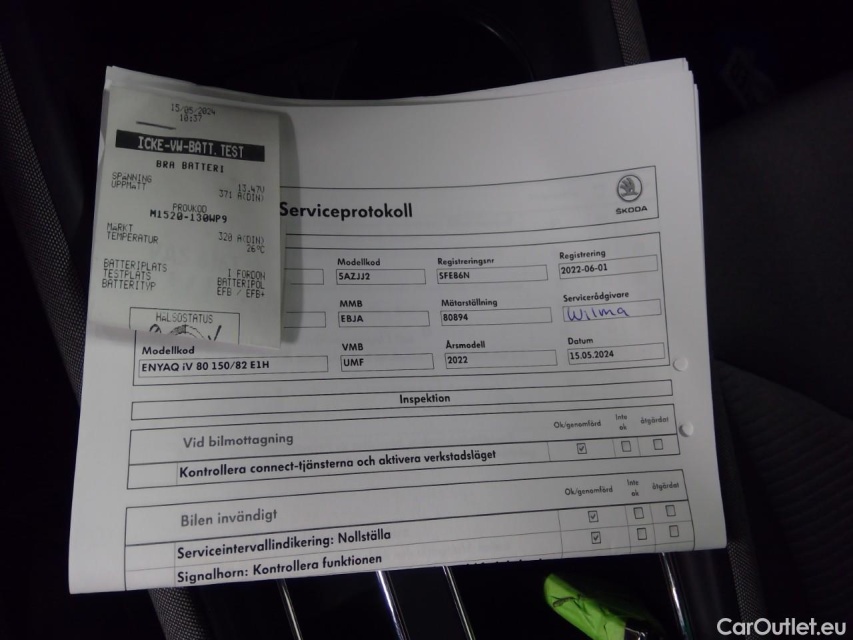 15/05/2024
18:37
ICKE-VW-BATT.TEST
BRA BATTERI
SPÄNNING 13.47V
UPPMÄTT 371 A(DIN)
PROVKOD
M1520-130WP9
MÄRKT 320 A(DIN)
TEMPERATUR 26°C
BATTERIPLATS I FORDON
TESTPLATS BATTERIPOL
BATTERITYP EFB / EFB+
HÄLSOSTATUS
Serviceprotokoll
ŠKODA
Modellkod Registreringsnr Registrering
5AZJJ2 SFE86N 2022-06-01
MMB Mätarställning Servicerådgivare
EBJA 80894 Wilma
Modellkod VMB Årsmodell Datum
ENYAQ iV 80 150/82 E1H UMF 2022 15.05.2024
Inspektion
Vid bilmottagning Ok/genomförd Inte ok åtgärdat
Kontrollera connect-tjänsterna och aktivera verkstadsläget
Bilen invändigt Ok/genomförd Inte ok åtgärdat
Serviceintervallindikering: Nollställa
Signalhorn: Kontrollera funktionen
CarOutlet.eu